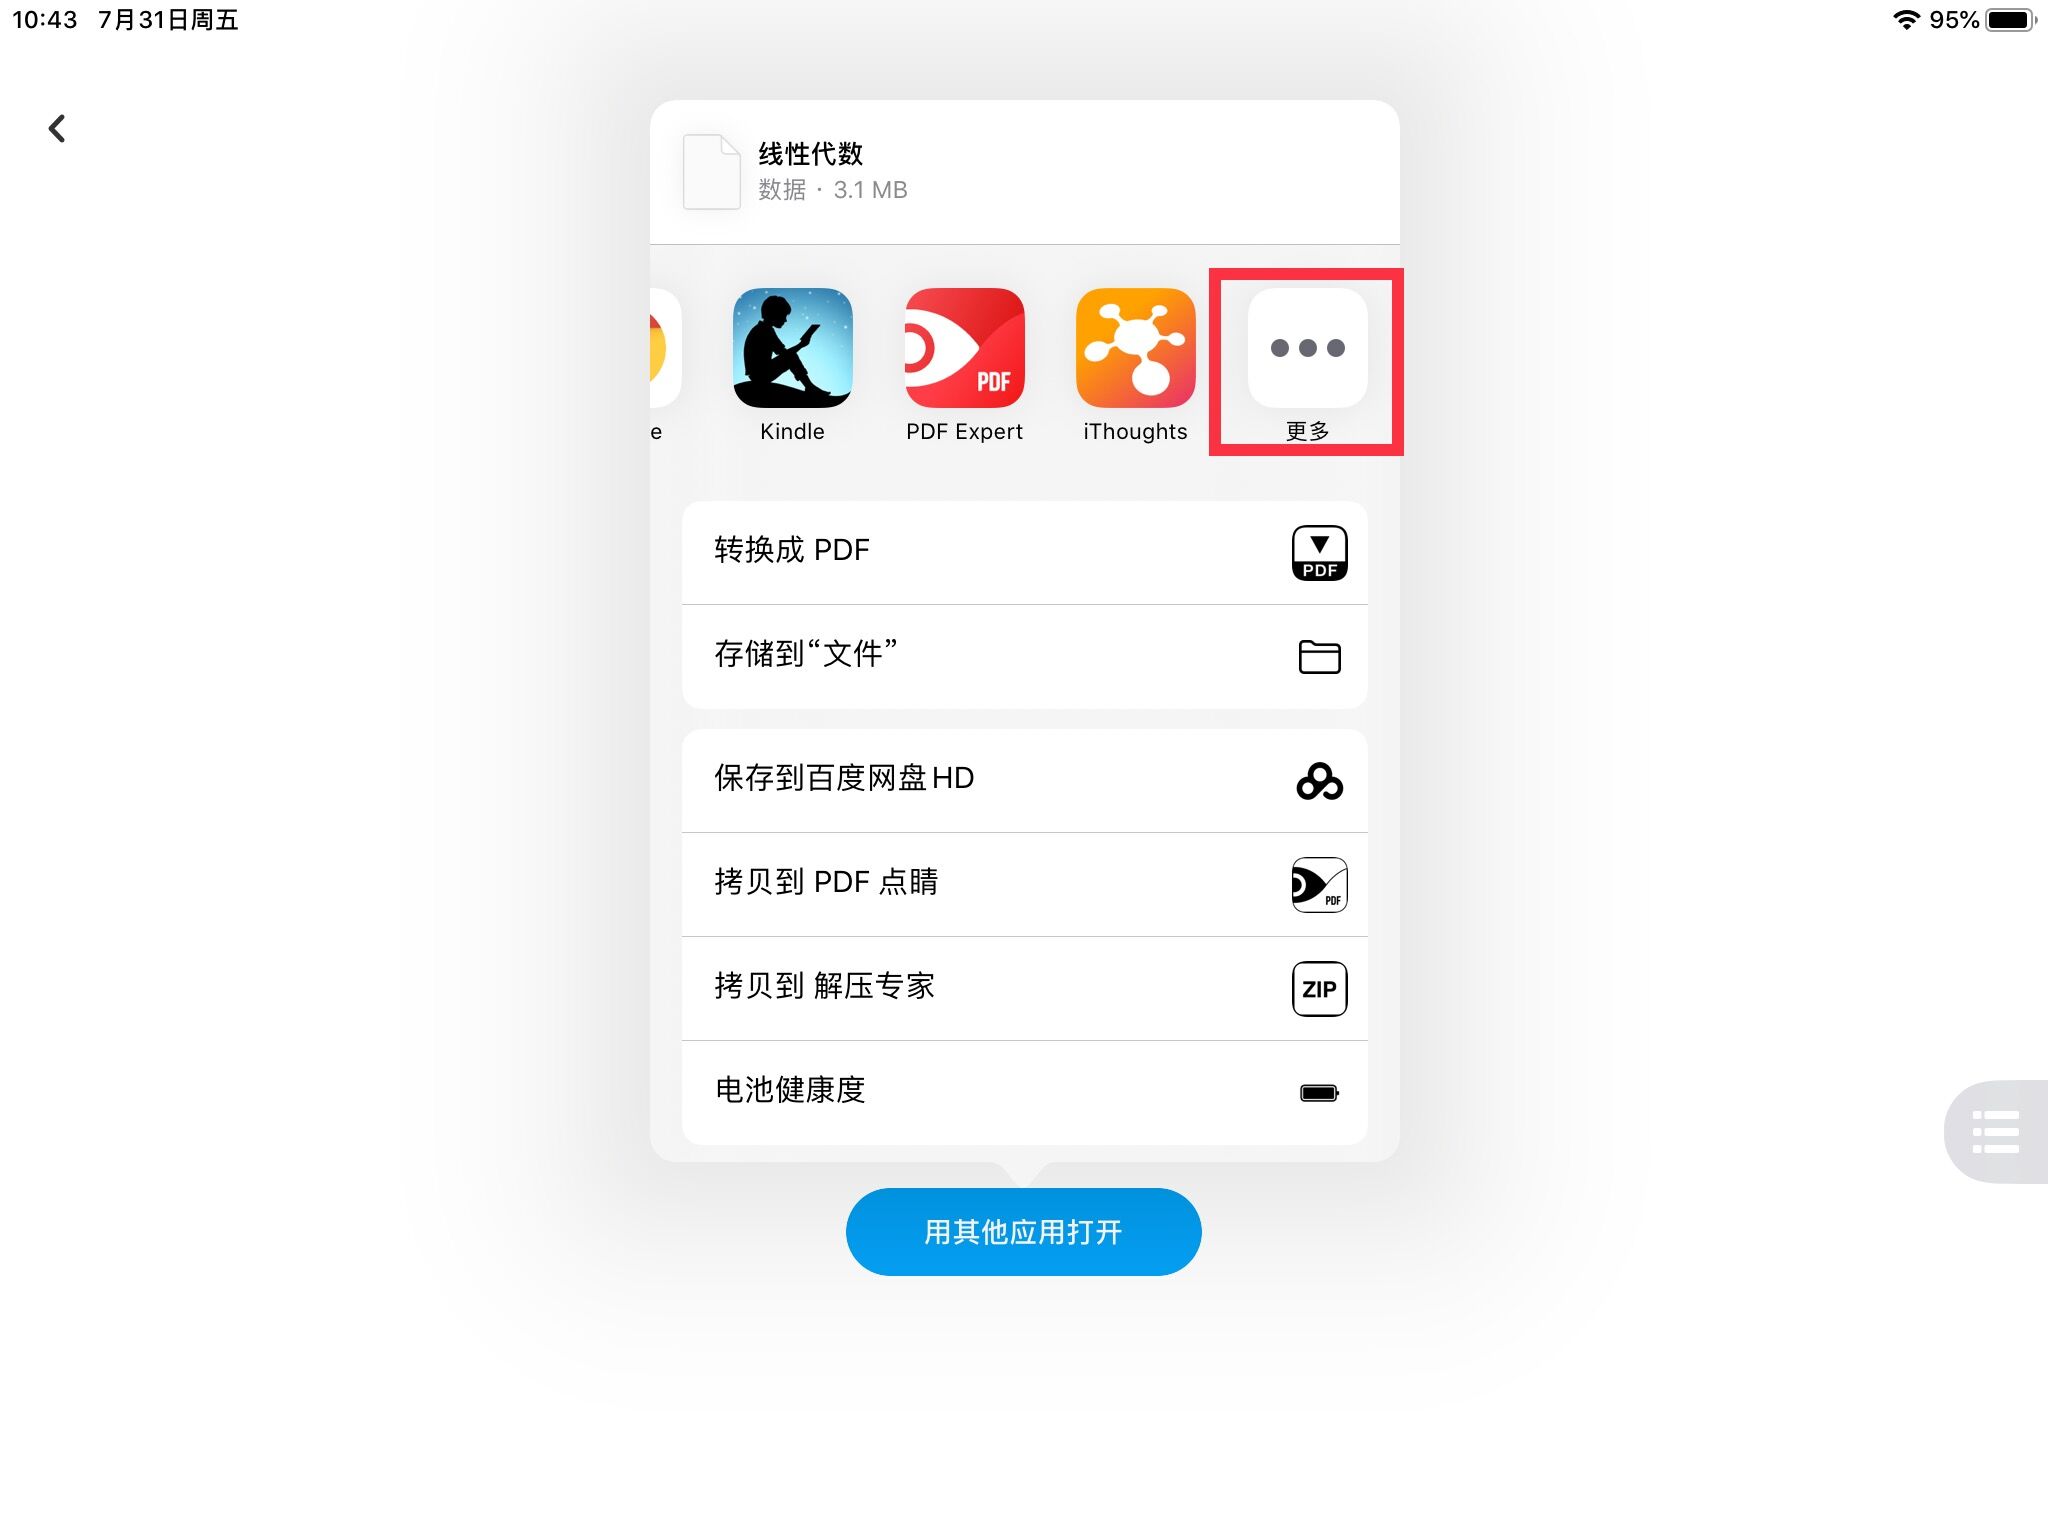 10:43 7月31日周五
95%
线性代数
数据 · 3.1 MB
e
Kindle
PDF
PDF Expert
iThoughts
更多
转换成 PDF
PDF
存储到“文件”
保存到百度网盘HD
拷贝到 PDF 点睛
PDF
拷贝到 解压专家
ZIP
电池健康度
用其他应用打开